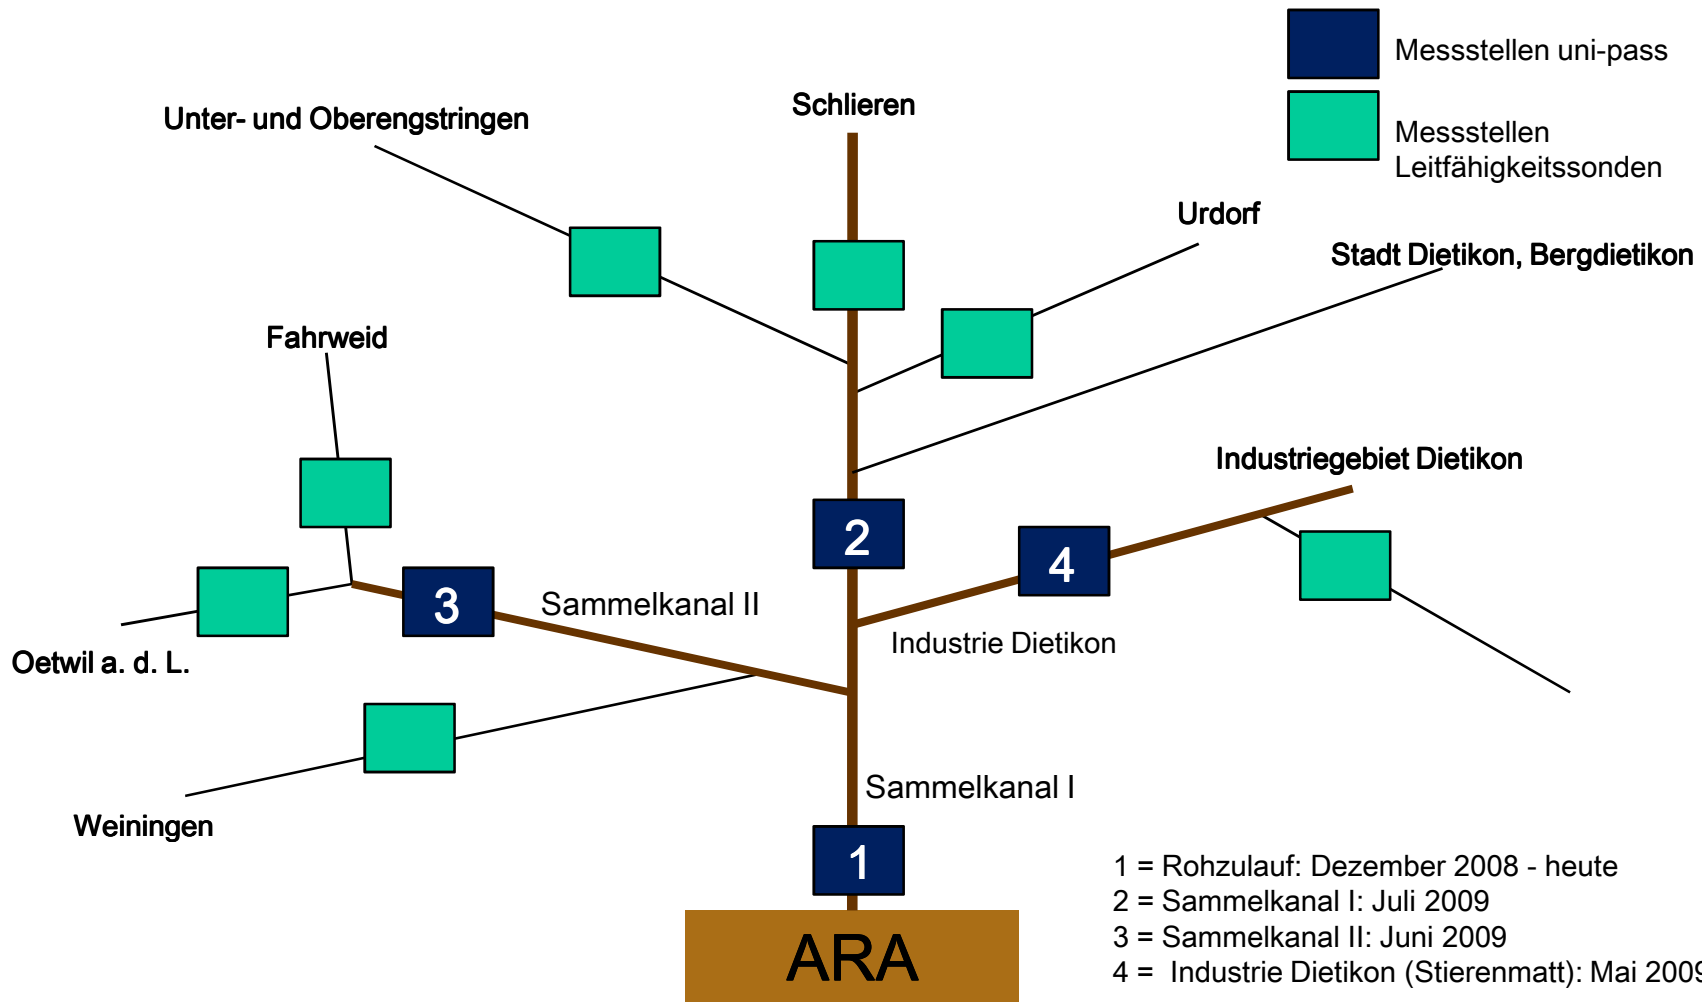 Messstellen uni-pass
Messstellen
Leitfähigkeitssonden
Schlieren
Unter- und Oberengstringen
Urdorf
Stadt Dietikon, Bergdietikon
Fahrweid
Industriegebiet Dietikon
2
4
3
Sammelkanal II
Industrie Dietikon
Oetwil a. d. L.
Sammelkanal I
Weiningen
1
ARA
1 = Rohzulauf: Dezember 2008 - heute
2 = Sammelkanal I: Juli 2009
3 = Sammelkanal II: Juni 2009
4 = Industrie Dietikon (Stierenmatt): Mai 2009